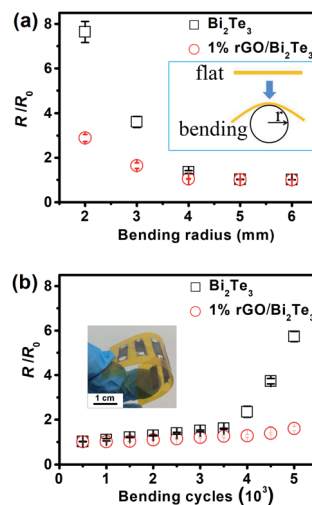 (a)
Bi₂Te₃
1% rGO/Bi₂Te₃
flat
bending
r
R/R₀
8
6
4
2
0
2 3 4 5 6
Bending radius (mm)
(b)
Bi₂Te₃
1% rGO/Bi₂Te₃
1 cm
R/R₀
8
6
4
2
0
0 1 2 3 4 5
Bending cycles (10³)